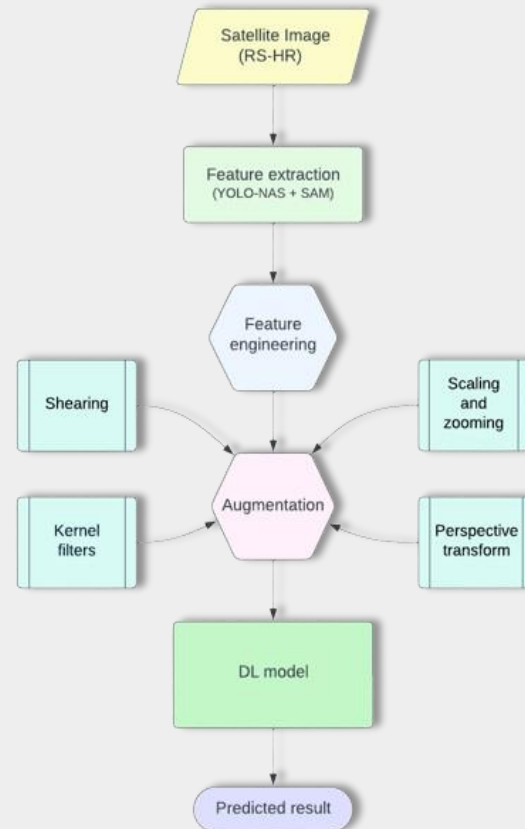 Satellite Image
(RS-HR)
Feature extraction
(YOLO-NAS + SAM)
Feature
engineering
Shearing
Scaling
and
zooming
Augmentation
Kernel
filters
Perspective
transform
DL model
Predicted result